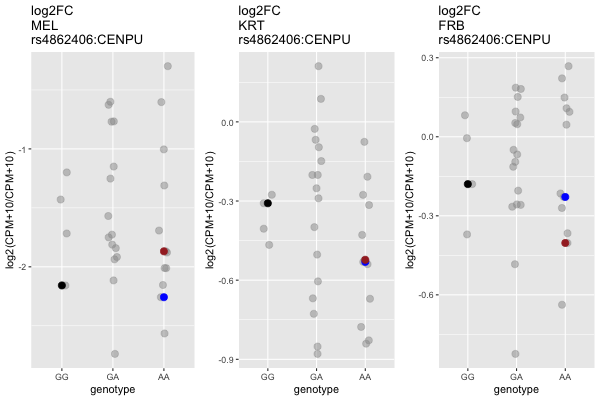 log2FC
MEL
rs4862406:CENPU
log2(CPM+10/CPM+10)
-1
-2
GG
GA
AA
genotype
log2FC
KRT
rs4862406:CENPU
log2(CPM+10/CPM+10)
0.0
-0.3
-0.6
-0.9
GG
GA
AA
genotype
log2FC
FRB
rs4862406:CENPU
log2(CPM+10/CPM+10)
0.3
0.0
-0.3
-0.6
GG
GA
AA
genotype